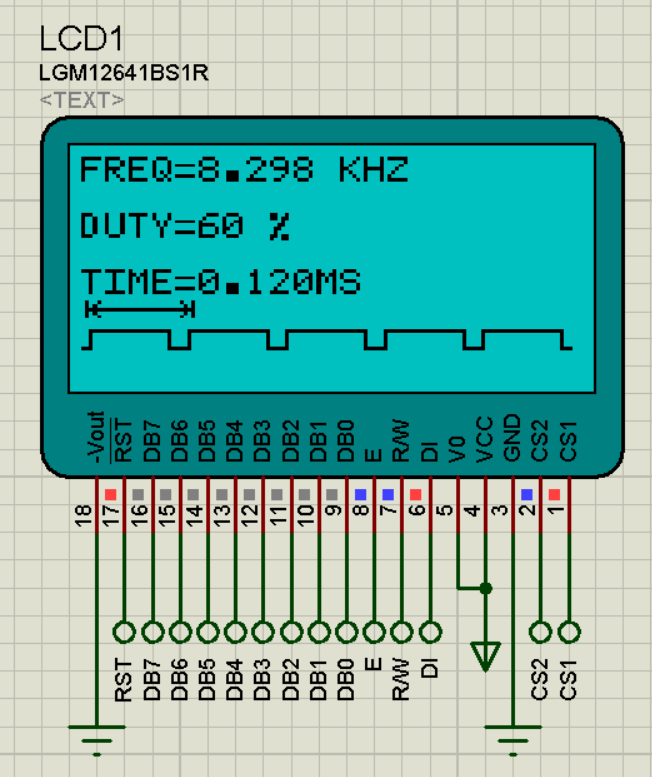 LCD1
LGM12641BS1R
<TEXT>
FREQ=8.298 KHZ
DUTY=60 %
TIME=0.120MS
-Vout RST DB7 DB6 DB5 DB4 DB3 DB2 DB1 DB0 E R/W DI V0 VCC GND CS2 CS1
18 17 16 15 14 13 12 11 10 9 8 7 6 5 4 3 2 1
RST DB7 DB6 DB5 DB4 DB3 DB2 DB1 DB0 E R/W DI CS2 CS1